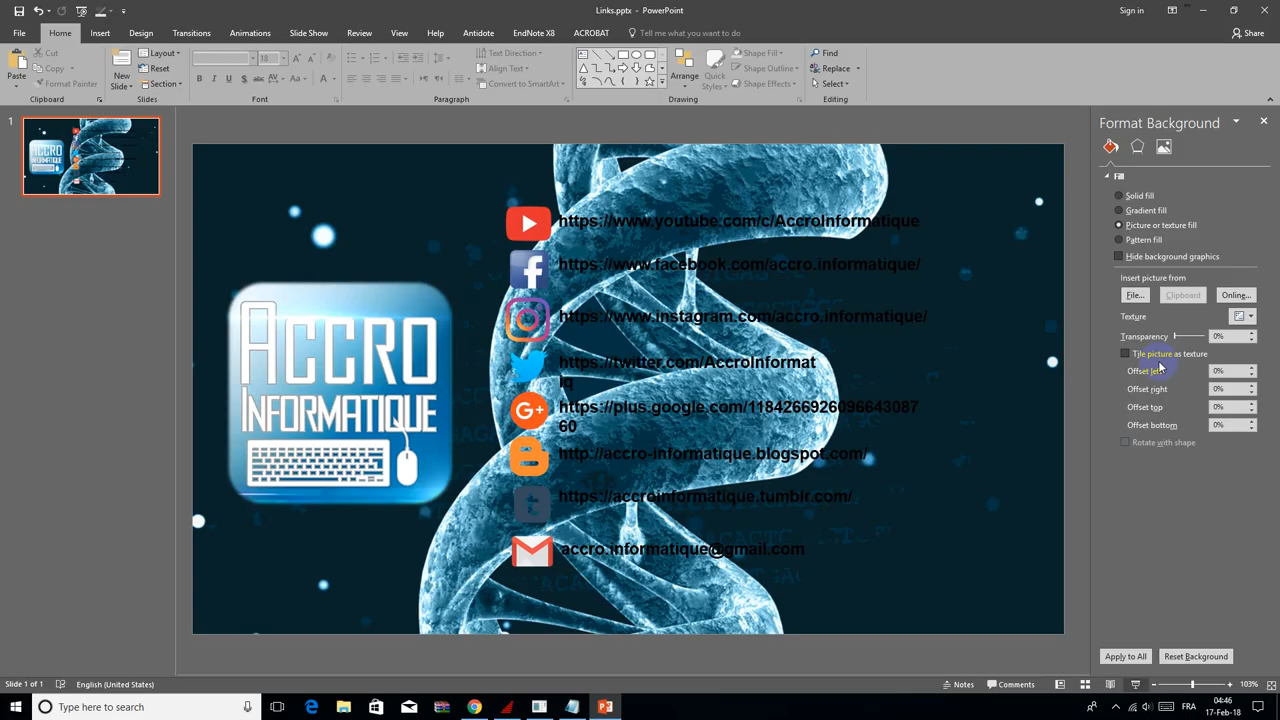 Links.pptx - PowerPoint
Sign in
File Home Insert Design Transitions Animations Slide Show Review View Help Antidote EndNote X8 ACROBAT Tell me what you want to do
Share
Paste
Cut
Copy
Format Painter
Clipboard
New Slide
Layout
Reset
Section
Slides
18
Font
Text Direction
Align Text
Convert to SmartArt
Paragraph
Arrange
Quick Styles
Shape Fill
Shape Outline
Shape Effects
Drawing
Find
Replace
Select
Editing
1
ACCRO
INFORMATIQUE
ACCRO
INFORMATIQUE
https://www.youtube.com/c/AccroInformatique
https://www.facebook.com/accro.informatique/
https://www.instagram.com/accro.informatique/
https://twitter.com/AccroInformat
iq
https://plus.google.com/1184266926096643087
60
http://accro-informatique.blogspot.com/
https://accroinformatique.tumblr.com/
accro.informatique@gmail.com
Format Background
Fill
Solid fill
Gradient fill
Picture or texture fill
Pattern fill
Hide background graphics
Insert picture from
File... Clipboard Online...
Texture
Transparency 0%
Tile picture as texture
Offset left 0%
Offset right 0%
Offset top 0%
Offset bottom 0%
Rotate with shape
Apply to All Reset Background
Slide 1 of 1 English (United States) Notes Comments 103%
Type here to search
FRA
04:46
17-Feb-18